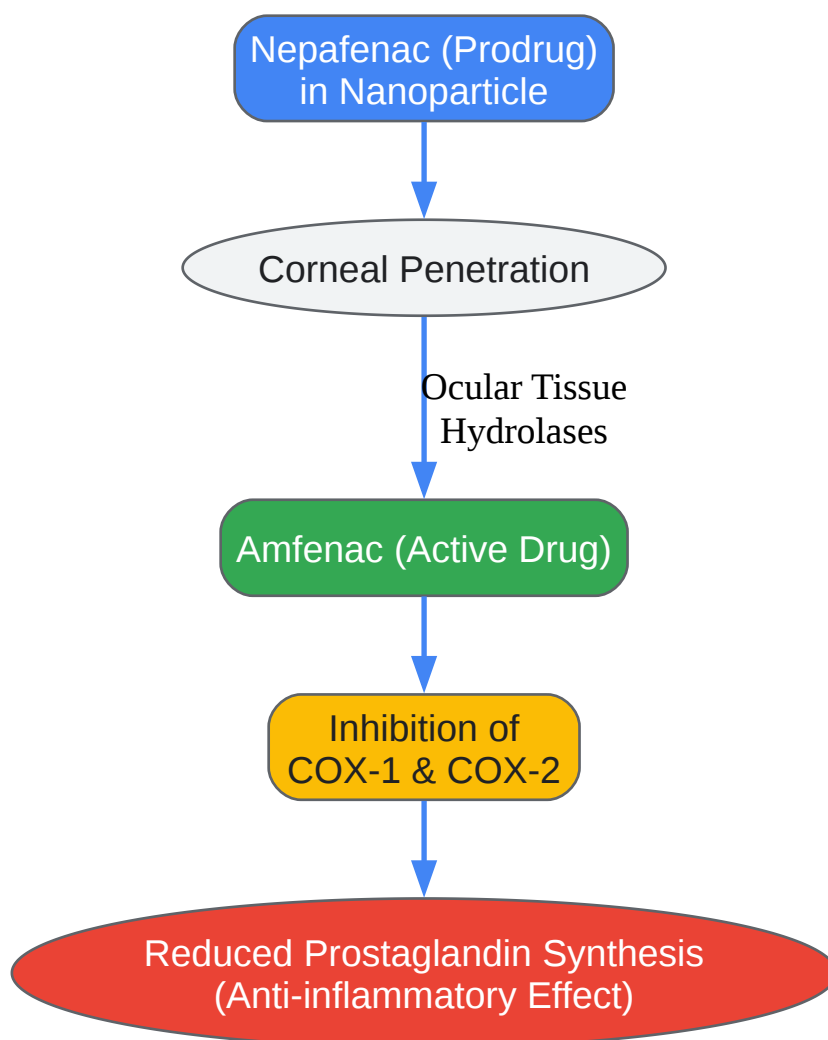 Nepafenac (Prodrug)
in Nanoparticle
Corneal Penetration
Ocular Tissue
Hydrolases
Amfenac (Active Drug)
Inhibition of
COX-1 & COX-2
Reduced Prostaglandin Synthesis
(Anti-inflammatory Effect)